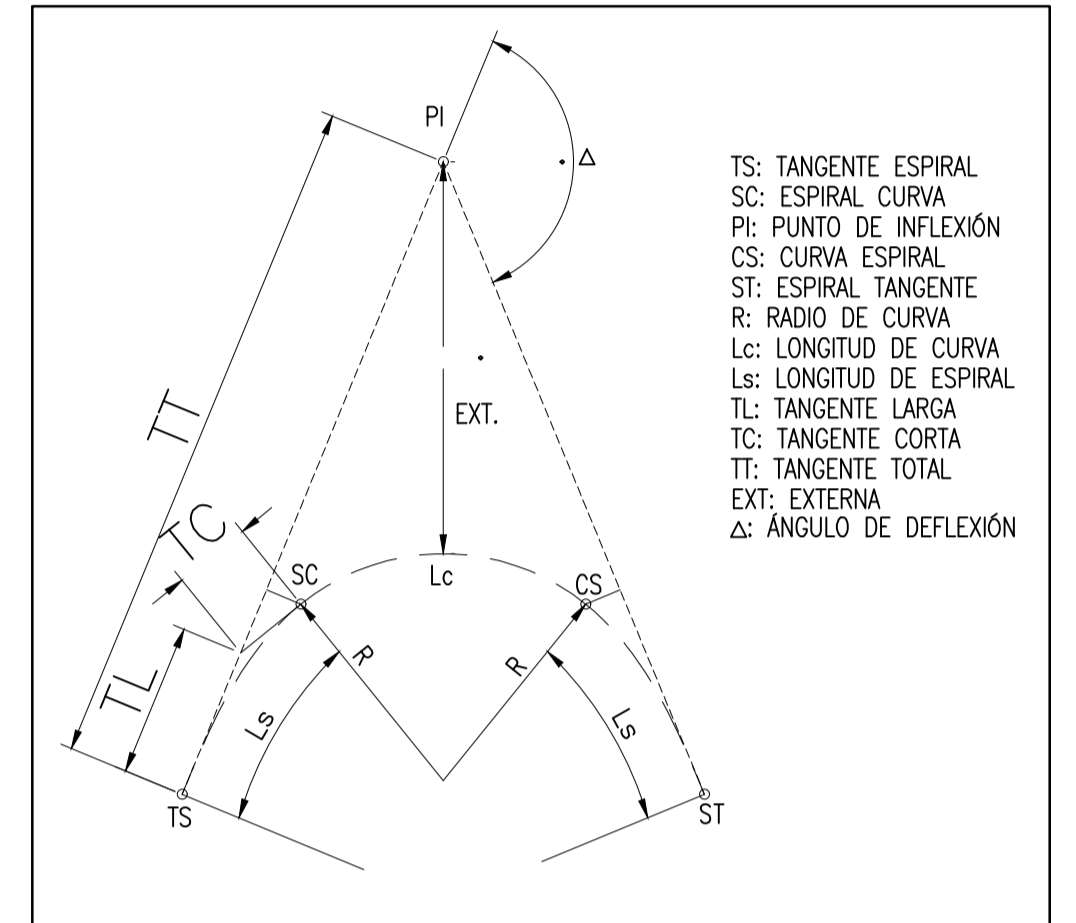 PI
Δ
TT
EXT.
TC
SC
Lc
CS
TL
R
R
Ls
Ls
TS
ST
TS: TANGENTE ESPIRAL
SC: ESPIRAL CURVA
PI: PUNTO DE INFLEXIÓN
CS: CURVA ESPIRAL
ST: ESPIRAL TANGENTE
R: RADIO DE CURVA
Lc: LONGITUD DE CURVA
Ls: LONGITUD DE ESPIRAL
TL: TANGENTE LARGA
TC: TANGENTE CORTA
TT: TANGENTE TOTAL
EXT: EXTERNA
Δ: ÁNGULO DE DEFLEXIÓN